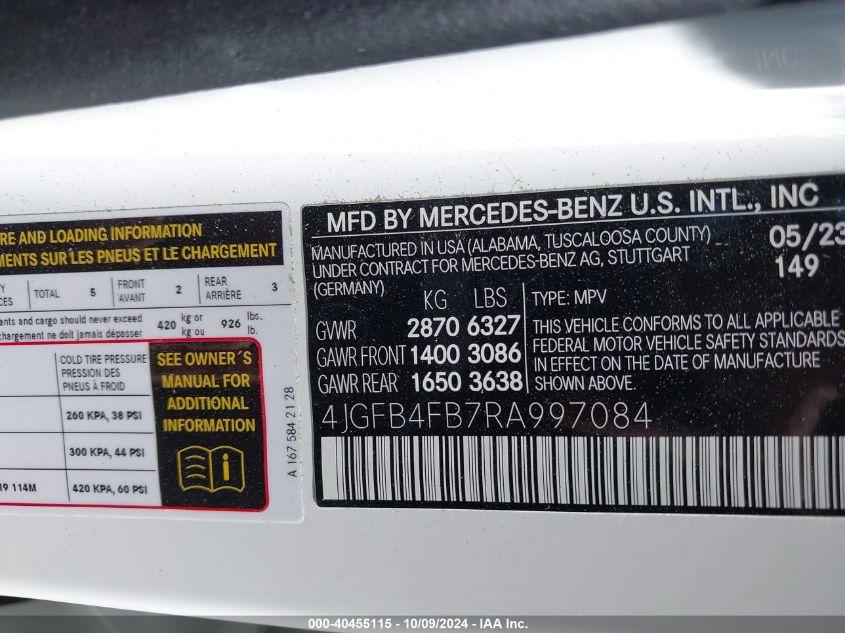 RE AND LOADING INFORMATION
MENTS SUR LES PNEUS ET LE CHARGEMENT
TOTAL 5 FRONT AVANT 2 REAR ARRIÈRE 3
ants and cargo should never exceed 420 kg or 926 lbs.
chargement ne doit jamais dépasser kg ou lb.
COLD TIRE PRESSURE
PRESSION DES
PNEUS À FROID
260 KPA, 38 PSI
300 KPA, 44 PSI
19 114M 420 KPA, 60 PSI
SEE OWNER´S
MANUAL FOR
ADDITIONAL
INFORMATION
A 167 584 21 28
MFD BY MERCEDES-BENZ U.S. INTL., INC
MANUFACTURED IN USA (ALABAMA, TUSCALOOSA COUNTY) 05/23
UNDER CONTRACT FOR MERCEDES-BENZ AG, STUTTGART 149
(GERMANY)
KG LBS TYPE: MPV
GVWR 2870 6327
GAWR FRONT 1400 3086
GAWR REAR 1650 3638
THIS VEHICLE CONFORMS TO ALL APPLICABLE
FEDERAL MOTOR VEHICLE SAFETY STANDARDS
IN EFFECT ON THE DATE OF MANUFACTURE
SHOWN ABOVE.
4JGFB4FB7RA997084
000-40455115 - 10/09/2024 - IAA Inc.